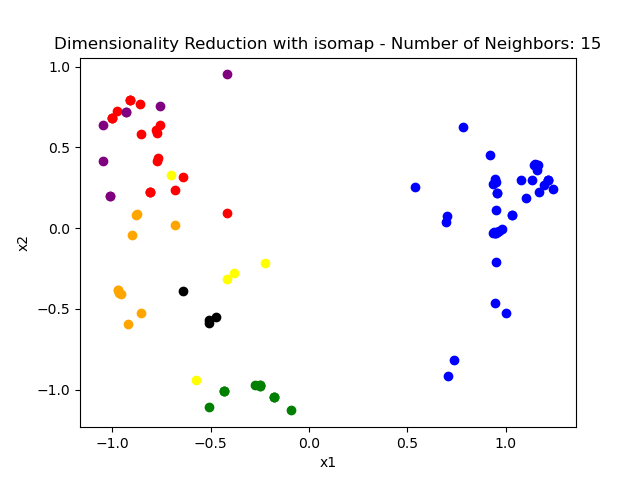 Dimensionality Reduction with isomap - Number of Neighbors: 15
1.0
0.5
0.0
−0.5
−1.0
x2
−1.0 −0.5 0.0 0.5 1.0
x1